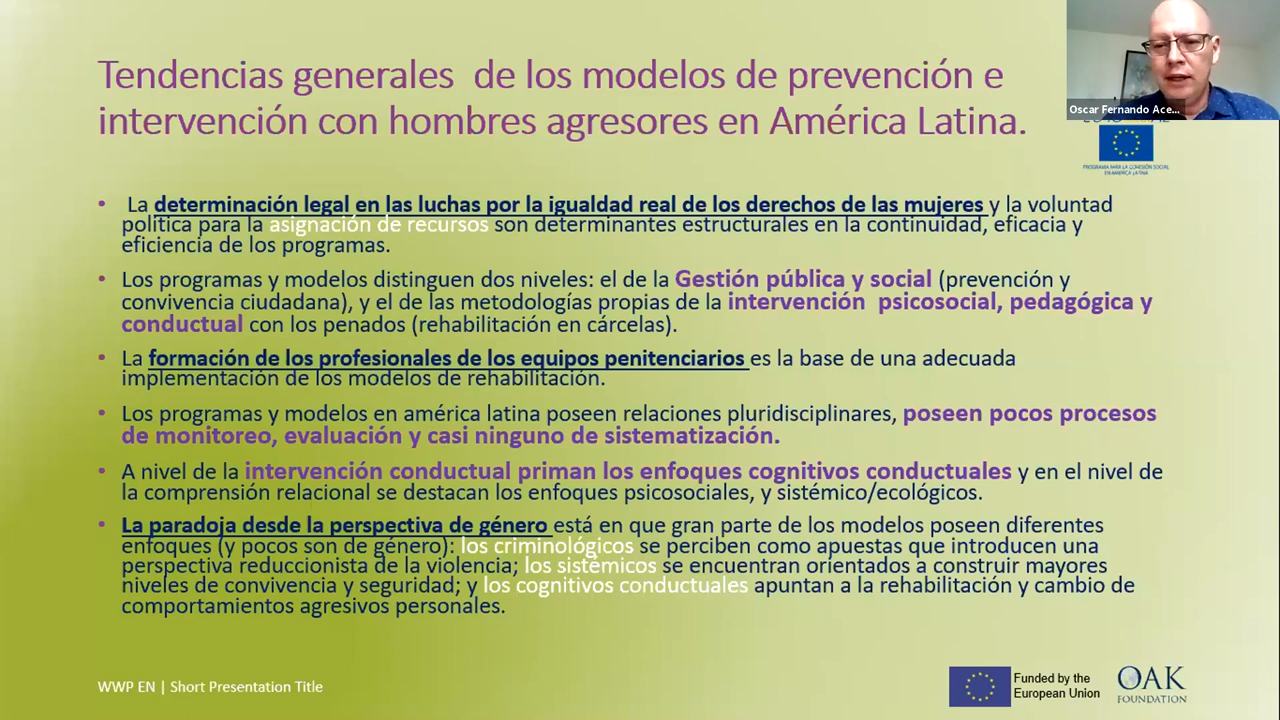 Tendencias generales de los modelos de prevención e
intervención con hombres agresores en América Latina.
Oscar Fernando Ace...
PROGRAMA PARA LA COHESIÓN SOCIAL
EN AMÉRICA LATINA
• La determinación legal en las luchas por la igualdad real de los derechos de las mujeres y la voluntad
política para la asignación de recursos son determinantes estructurales en la continuidad, eficacia y
eficiencia de los programas.
• Los programas y modelos distinguen dos niveles: el de la Gestión pública y social (prevención y
convivencia ciudadana), y el de las metodologías propias de la intervención psicosocial, pedagógica y
conductual con los penados (rehabilitación en cárcelas).
• La formación de los profesionales de los equipos penitenciarios es la base de una adecuada
implementación de los modelos de rehabilitación.
• Los programas y modelos en américa latina poseen relaciones pluridisciplinares, poseen pocos procesos
de monitoreo, evaluación y casi ninguno de sistematización.
• A nivel de la intervención conductual priman los enfoques cognitivos conductuales y en el nivel de
la comprensión relacional se destacan los enfoques psicosociales, y sistémico/ecológicos.
• La paradoja desde la perspectiva de género está en que gran parte de los modelos poseen diferentes
enfoques (y pocos son de género): los criminológicos se perciben como apuestas que introducen una
perspectiva reduccionista de la violencia; los sistémicos se encuentran orientados a construir mayores
niveles de convivencia y seguridad; y los cognitivos conductuales apuntan a la rehabilitación y cambio de
comportamientos agresivos personales.
WWP EN | Short Presentation Title
Funded by the
European Union
OAK
FOUNDATION